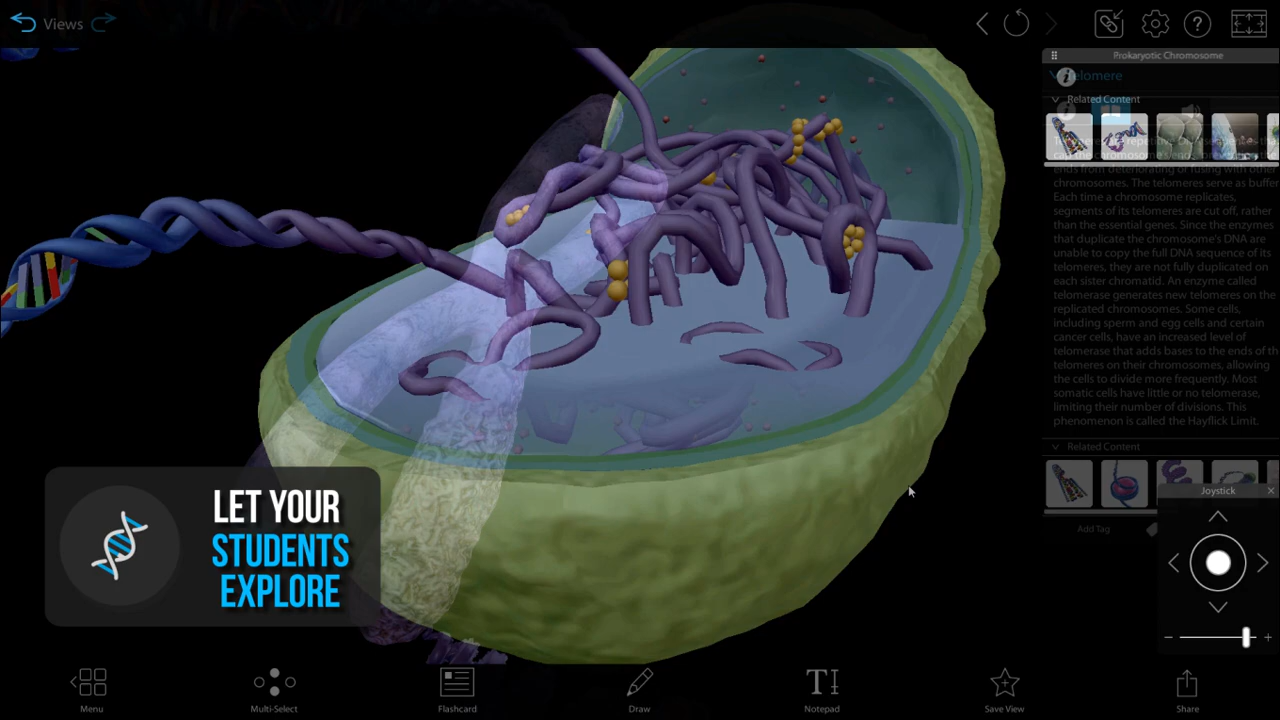 Views
Prokaryotic Chromosome
Telomere
Related Content
ends from deteriorating or fusing with other
chromosomes. The telomeres serve as buffer
Each time a chromosome replicates,
segments of its telomeres are cut off, rather
than the essential genes. Since the enzymes
that duplicate the chromosome's DNA are
unable to copy the full DNA sequence of its
telomeres, they are not fully duplicated on
each sister chromatid. An enzyme called
telomerase generates new telomeres on the
replicated chromosomes. Some cells,
including sperm and egg cells and certain
cancer cells, have an increased level of
telomerase that adds bases to the ends of th
telomeres on their chromosomes, allowing
the cells to divide more frequently. Most
somatic cells have little or no telomerase,
limiting their number of divisions. This
phenomenon is called the Hayflick Limit.
Related Content
Joystick
Add Tag
LET YOUR
STUDENTS
EXPLORE
Menu
Multi-Select
Flashcard
Draw
Notepad
Save View
Share